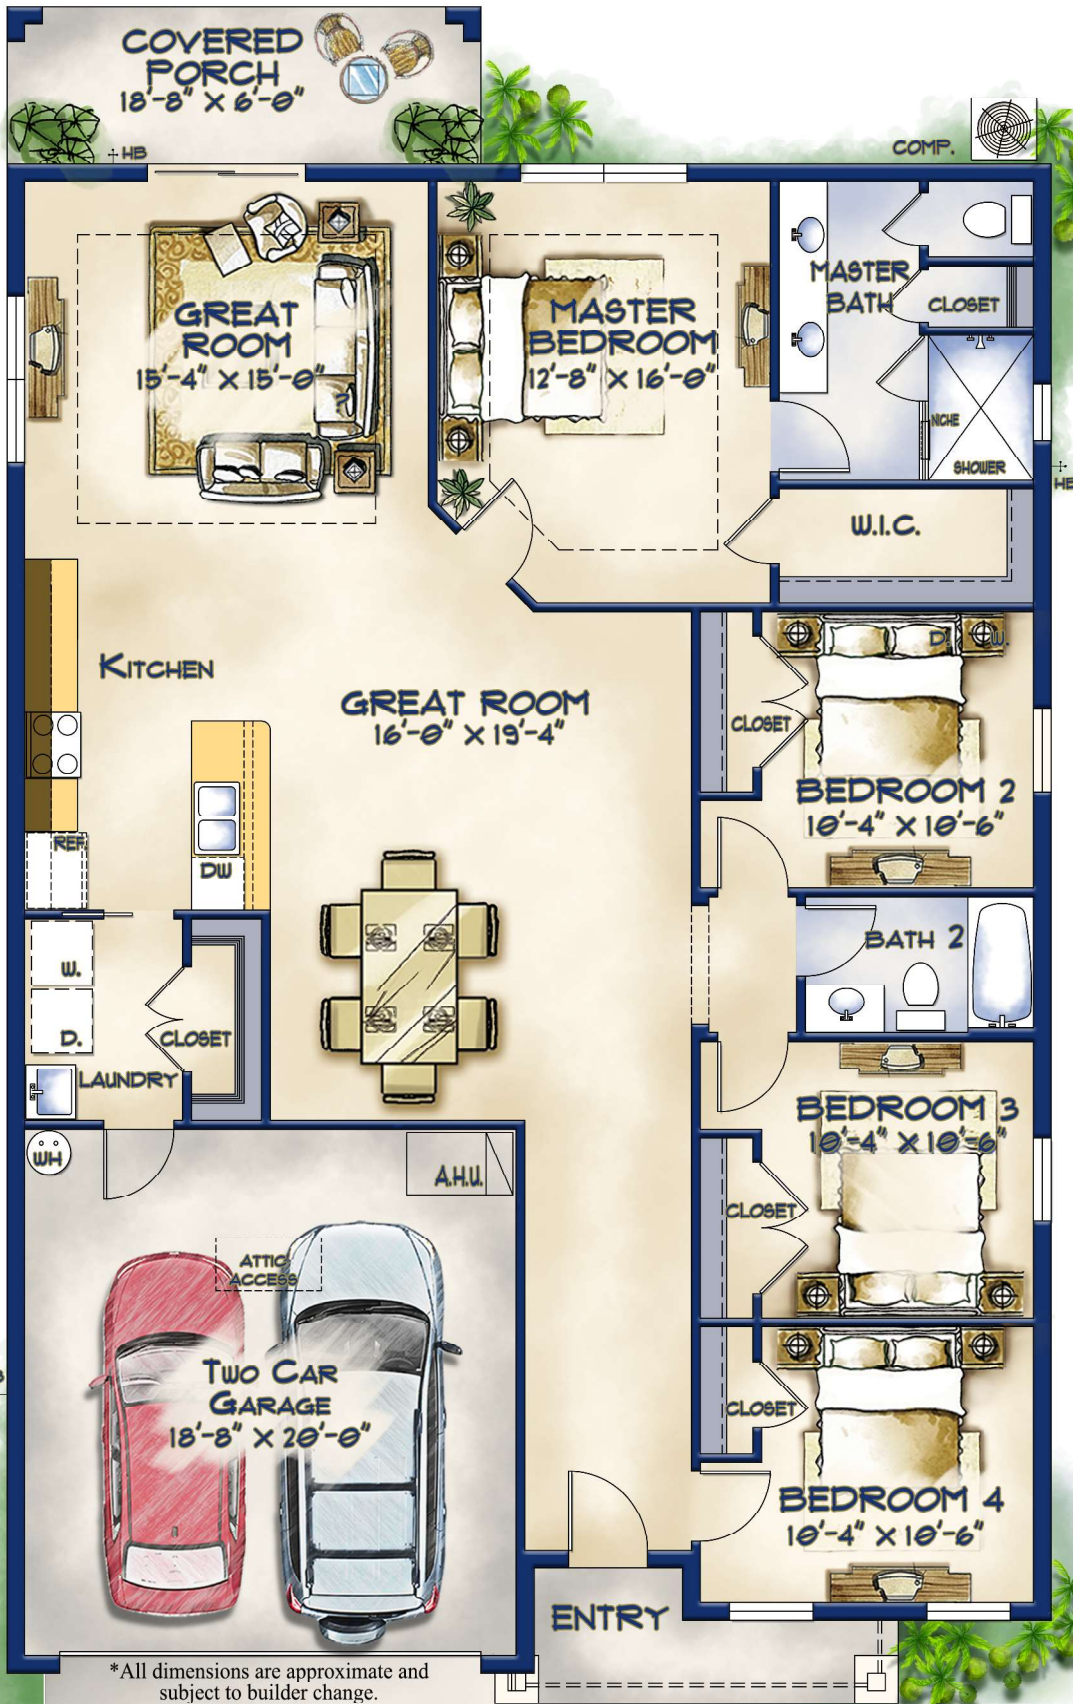 COVERED
PORCH
18'-8" X 6'-0"
HB
COMP.
GREAT
ROOM
15'-4" X 15'-0"
MASTER
BEDROOM
12'-8" X 16'-0"
MASTER
BATH
CLOSET
NICHE
SHOWER
HB
W.I.C.
KITCHEN
GREAT ROOM
16'-0" X 19'-4"
D.
W.
CLOSET
BEDROOM 2
10'-4" X 10'-6"
REF.
DW
BATH 2
W.
D.
CLOSET
LAUNDRY
BEDROOM 3
10'-4" X 10'-6"
WH
A.H.U.
CLOSET
ATTIC
ACCESS
TWO CAR
GARAGE
18'-8" X 20'-0"
CLOSET
BEDROOM 4
10'-4" X 10'-6"
ENTRY
*All dimensions are approximate and
subject to builder change.